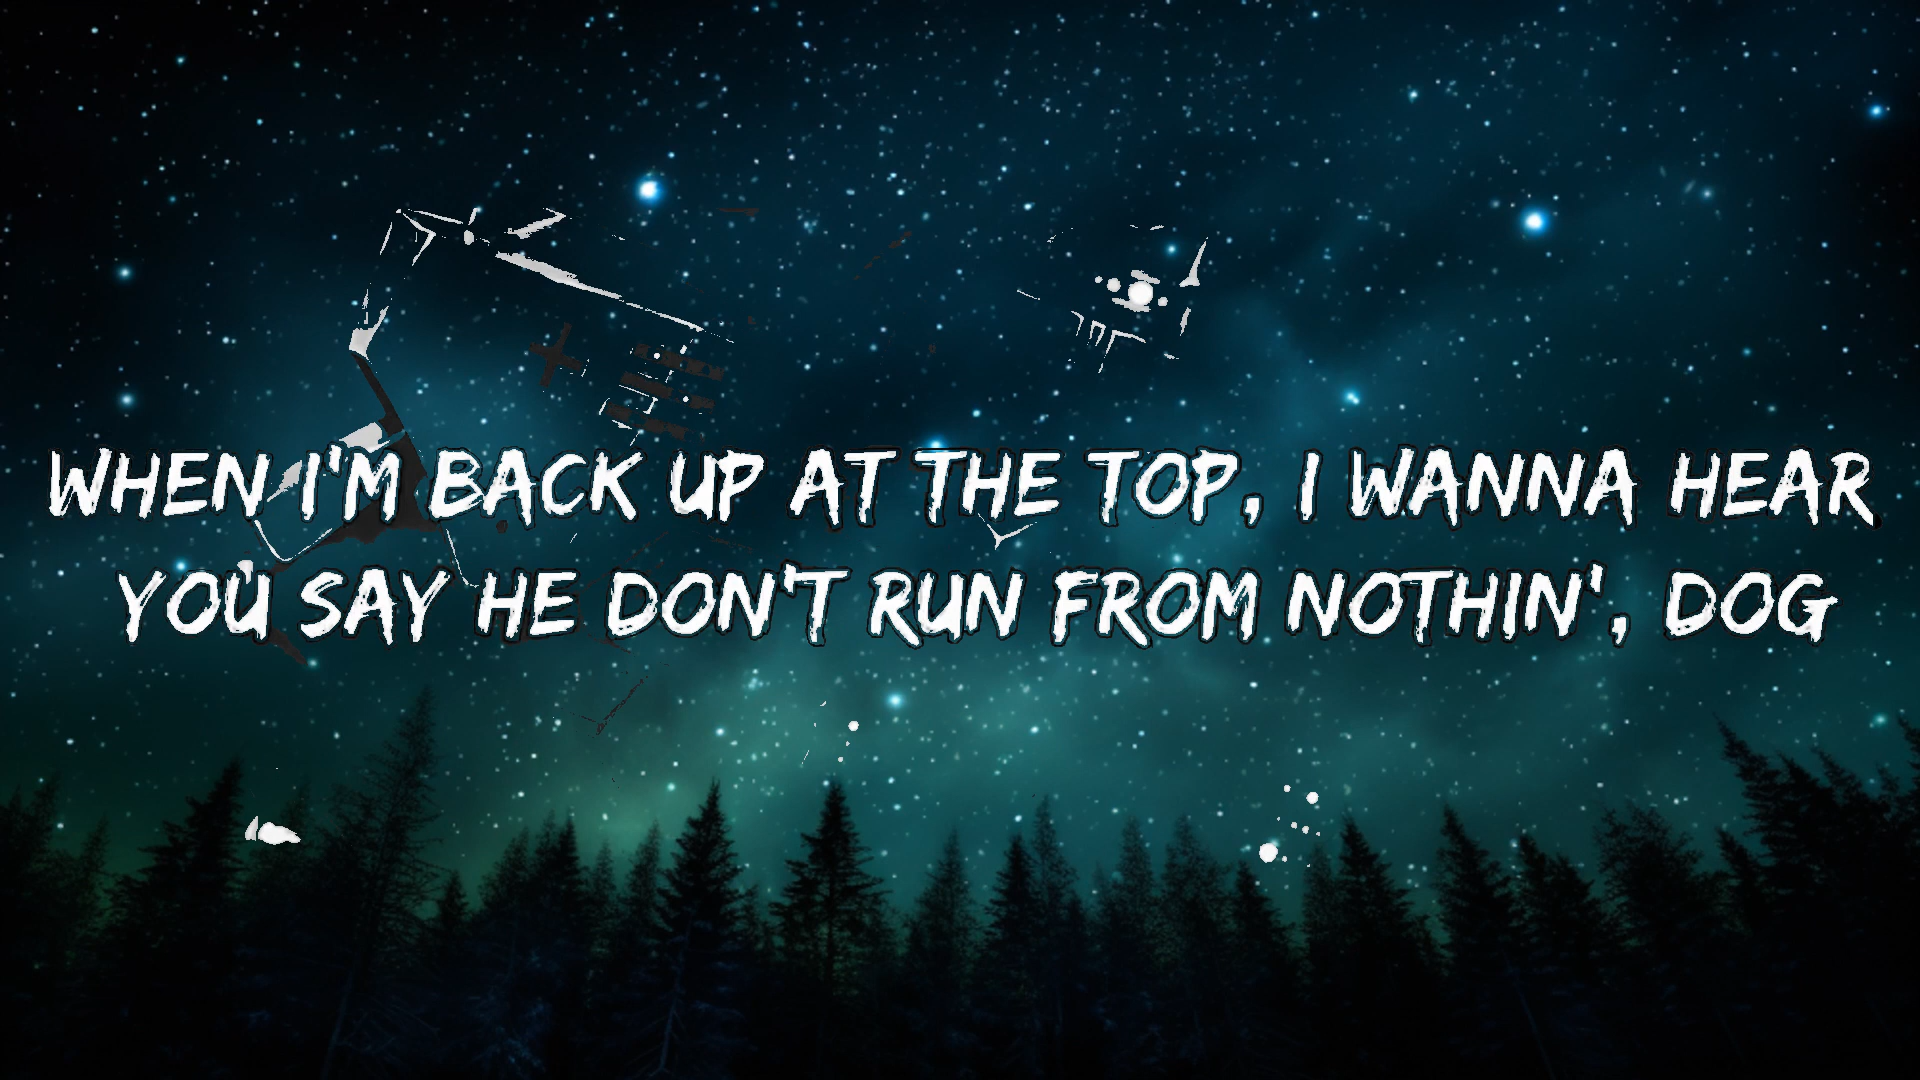 WHEN I'M BACK UP AT THE TOP, I WANNA HEAR
YOU SAY HE DON'T RUN FROM NOTHIN', DOG